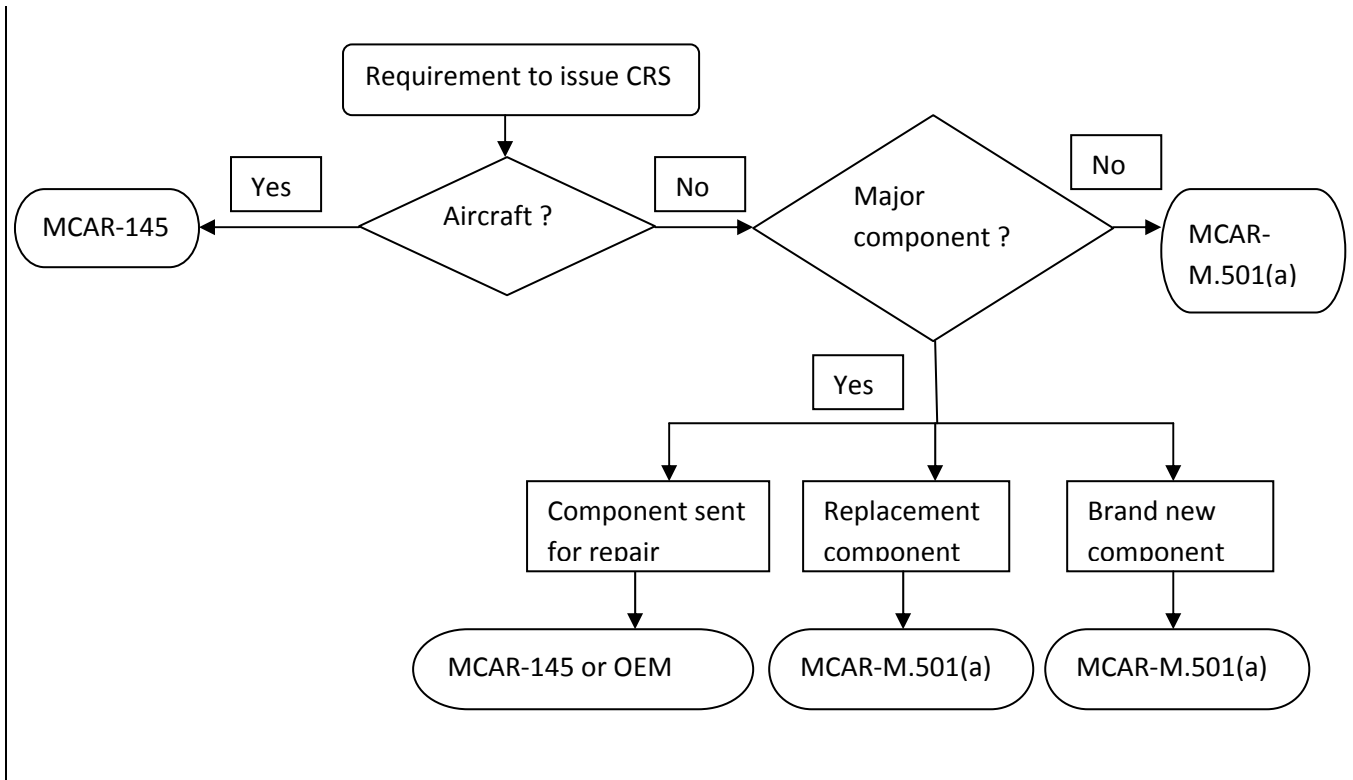 Requirement to issue CRS
Yes
Aircraft ?
No
Major
component ?
No
MCAR-145
MCAR-
M.501(a)
Yes
Component sent
for repair
Replacement
component
Brand new
component
MCAR-145 or OEM
MCAR-M.501(a)
MCAR-M.501(a)